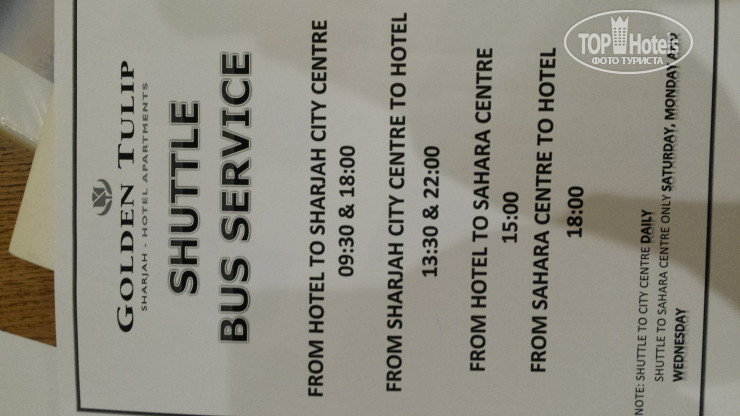 GOLDEN TULIP
SHARJAH - HOTEL APARTMENTS
SHUTTLE
BUS SERVICE
FROM HOTEL TO SHARJAH CITY CENTRE
09:30 & 18:00
FROM SHARJAH CITY CENTRE TO HOTEL
13:30 & 22:00
FROM HOTEL TO SAHARA CENTRE
15:00
FROM SAHARA CENTRE TO HOTEL
18:00
NOTE: SHUTTLE TO CITY CENTRE DAILY
SHUTTLE TO SAHARA CENTRE ONLY SATURDAY, MONDAY AND
WEDNESDAY
TOP Hotels
ФОТО ТУРИСТА